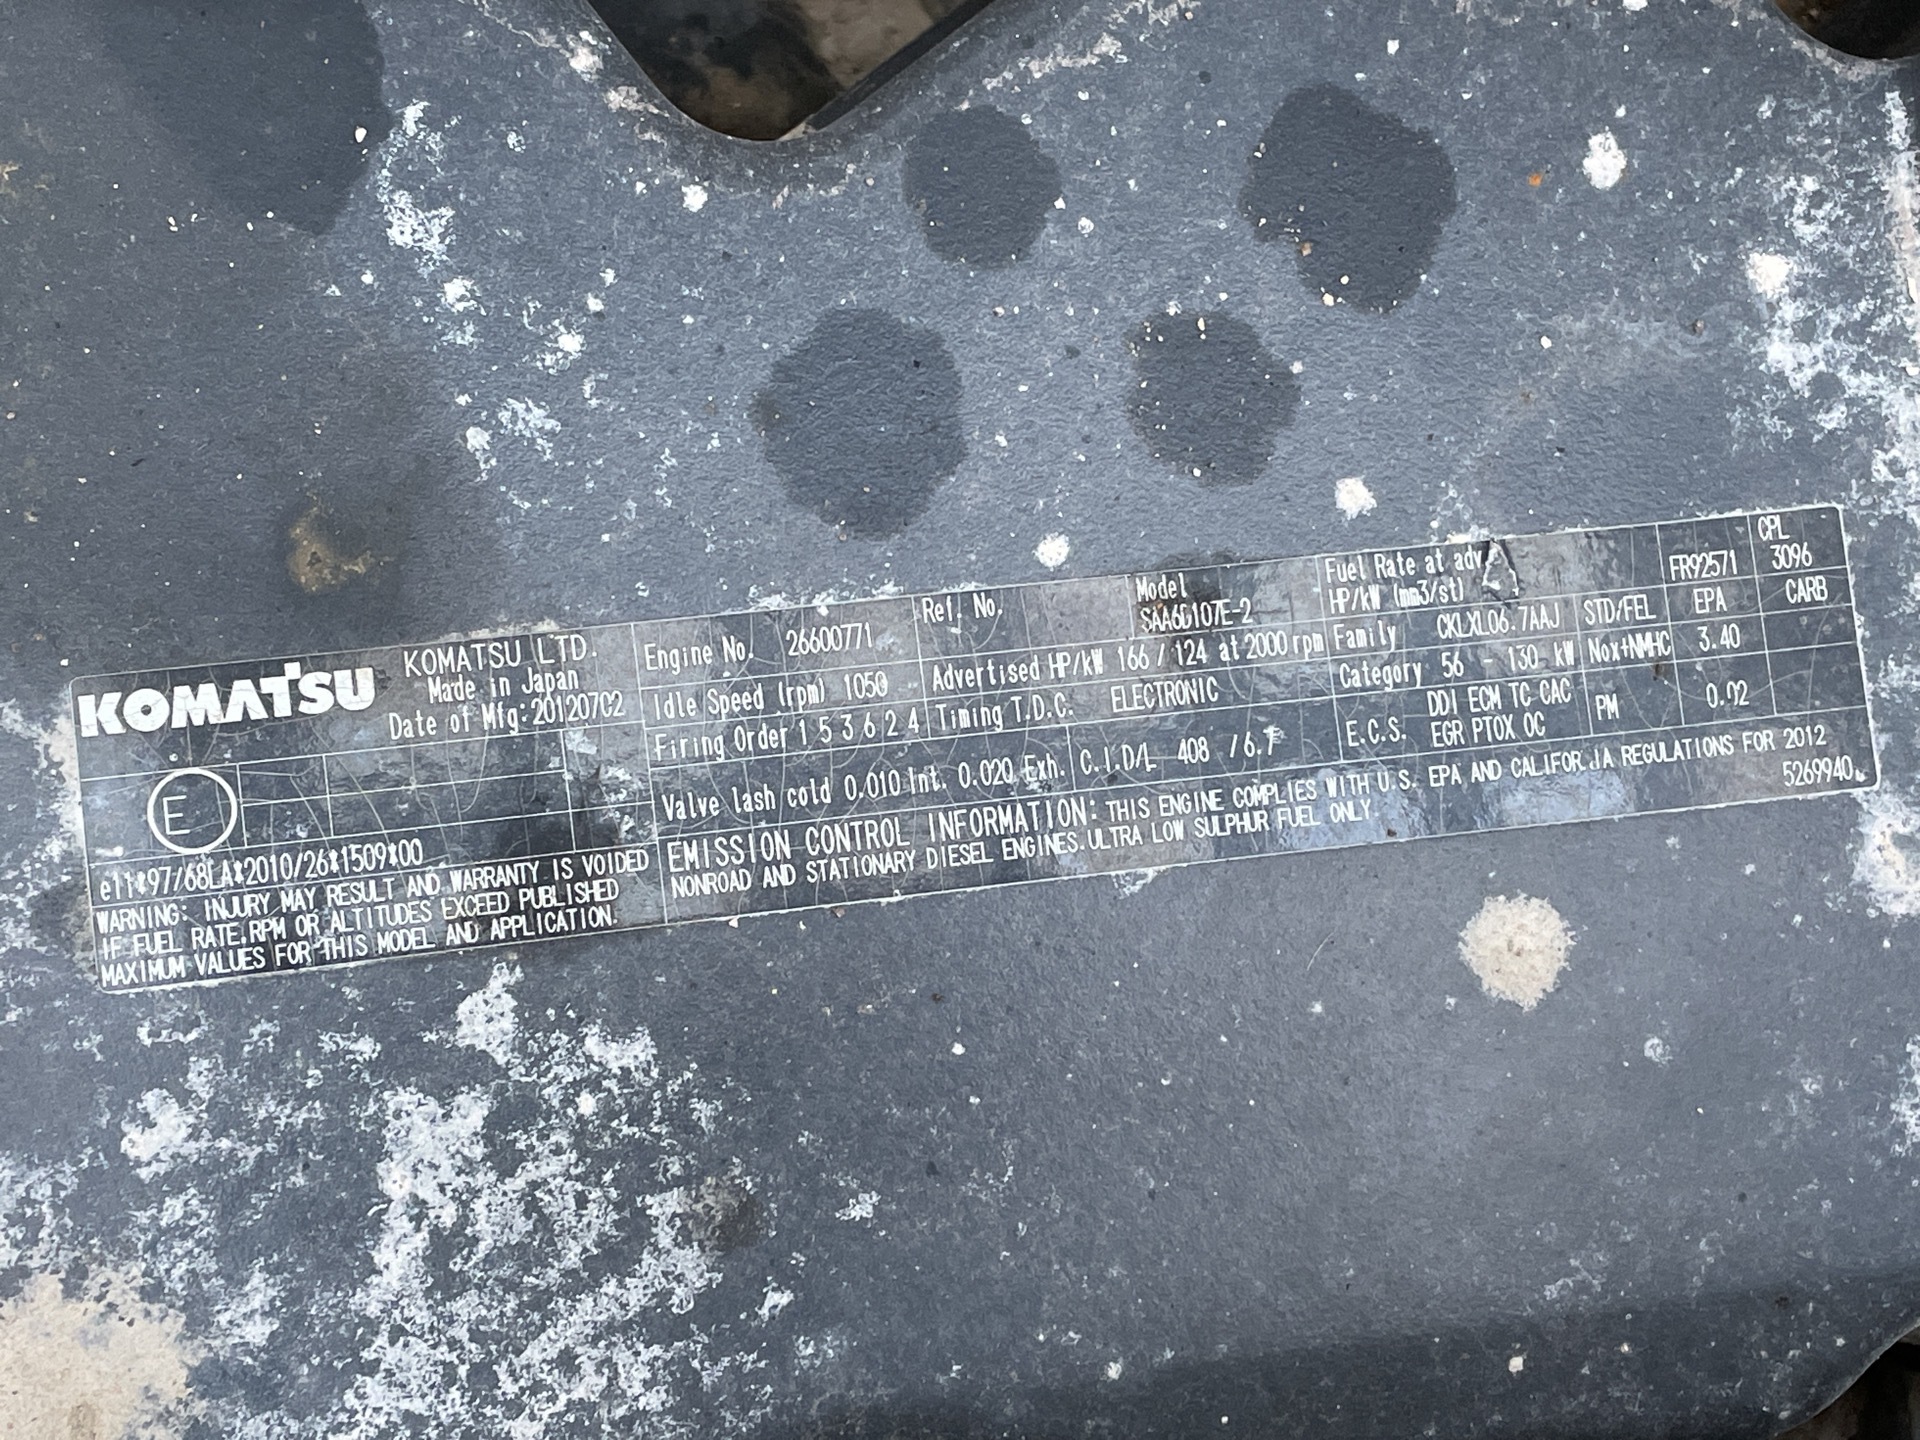 KOMATSU
KOMATSU LTD.
Made in Japan
Date of Mfg:201207C2
E
e11*97/68LA*2010/26*1509*00
WARNING: INJURY MAY RESULT AND WARRANTY IS VOIDED
IF FUEL RATE,RPM OR ALTITUDES EXCEED PUBLISHED
MAXIMUM VALUES FOR THIS MODEL AND APPLICATION.
Engine No. 26600771
Ref. No.
Model
SAA6D107E-2
Fuel Rate at adv
HP/kW (mm3/st)
FR92571
CPL
3096
Idle Speed (rpm) 1050
Advertised HP/kW 166 / 124 at 2000 rpm
Family CKLXL06.7AAJ
STD/FEL
EPA
CARB
Firing Order 1 5 3 6 2 4
Timing T.D.C. ELECTRONIC
Category 56 - 130 kW
Nox+NMHC
3.40
Valve lash cold 0.010 Int. 0.020 Exh.
C.I.D/L 408 /6.7
E.C.S.
DDI ECM TC CAC
EGR PTOX OC
PM
0.02
EMISSION CONTROL INFORMATION: THIS ENGINE COMPLIES WITH U.S. EPA AND REGULATIONS FOR 2012
NONROAD AND STATIONARY DIESEL ENGINES.ULTRA LOW SULPHUR FUEL ONLY.
5269940